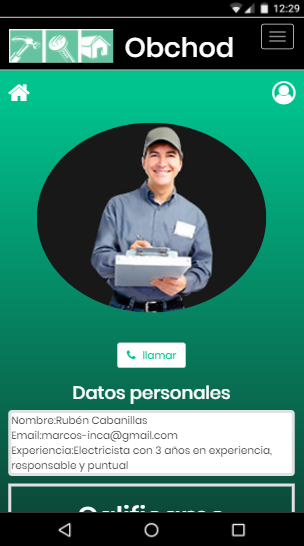 12:29
Obchod
llamar
Datos personales
Nombre:Rubén Cabanillas
Email:marcos-inca@gmail.com
Experiencia:Electricista con 3 años en experiencia,
responsable y puntual